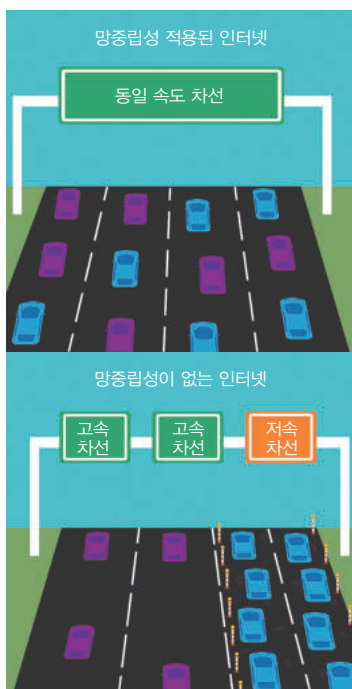 망중립성 적용된 인터넷
동일 속도 차선
망중립성이 없는 인터넷
고속
차선
고속
차선
저속
차선